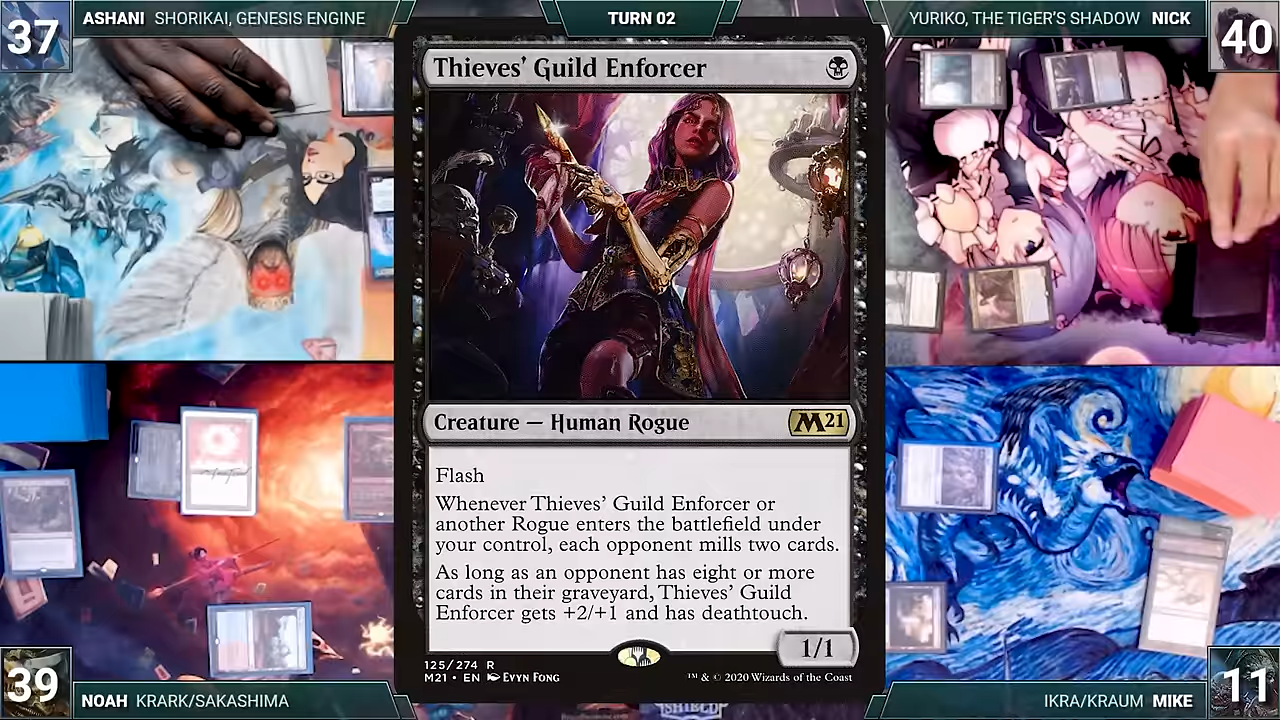 37 ASHANI SHORIKAI, GENESIS ENGINE
TURN 02
YURIKO, THE TIGER'S SHADOW NICK 40
Thieves' Guild Enforcer
Creature — Human Rogue
M21
Flash
Whenever Thieves' Guild Enforcer or
another Rogue enters the battlefield under
your control, each opponent mills two cards.
As long as an opponent has eight or more
cards in their graveyard, Thieves' Guild
Enforcer gets +2/+1 and has deathtouch.
1/1
125/274 R
M21 • EN Evyn Fong
™ & © 2020 Wizards of the Coast
39 NOAH KRARK/SAKASHIMA
IKRA/KRAUM MIKE 11